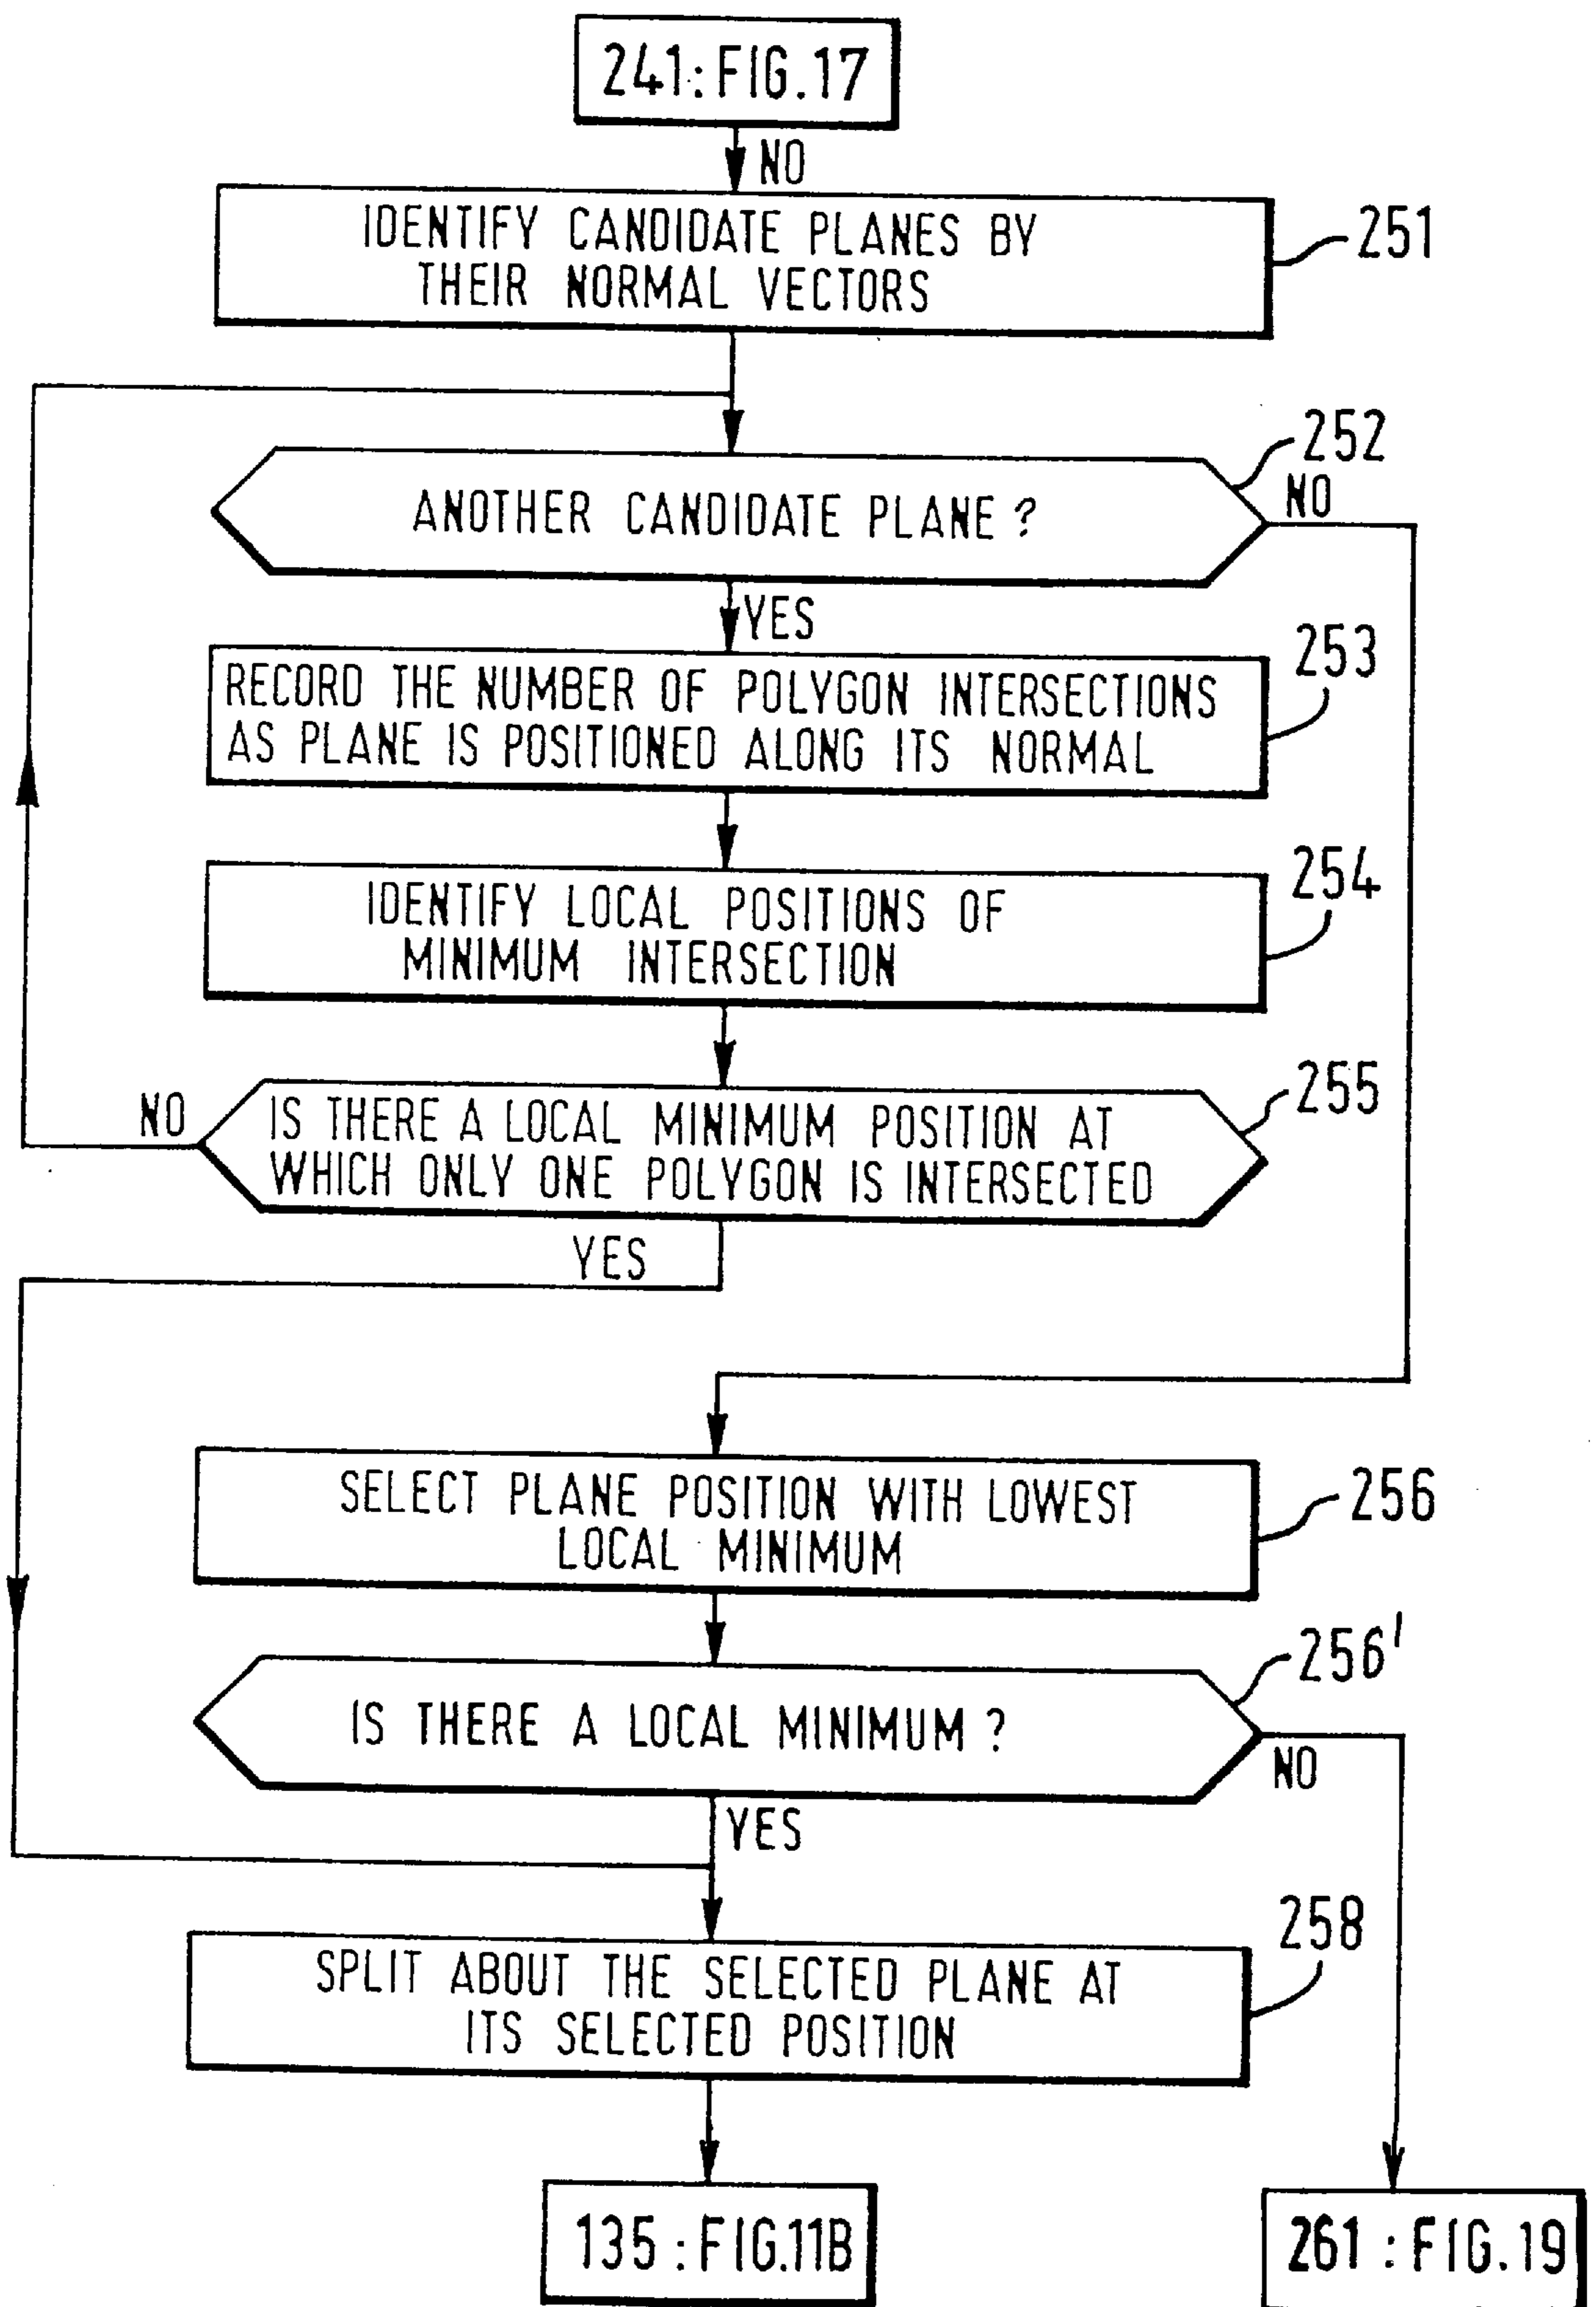 241: FIG.17
NO
IDENTIFY CANDIDATE PLANES BY
THEIR NORMAL VECTORS
251
252
NO
ANOTHER CANDIDATE PLANE ?
YES
253
RECORD THE NUMBER OF POLYGON INTERSECTIONS
AS PLANE IS POSITIONED ALONG ITS NORMAL
254
IDENTIFY LOCAL POSITIONS OF
MINIMUM INTERSECTION
255
NO
IS THERE A LOCAL MINIMUM POSITION AT
WHICH ONLY ONE POLYGON IS INTERSECTED
YES
SELECT PLANE POSITION WITH LOWEST
LOCAL MINIMUM
256
256'
IS THERE A LOCAL MINIMUM ?
NO
YES
258
SPLIT ABOUT THE SELECTED PLANE AT
ITS SELECTED POSITION
135 : FIG.11B
261 : FIG.19